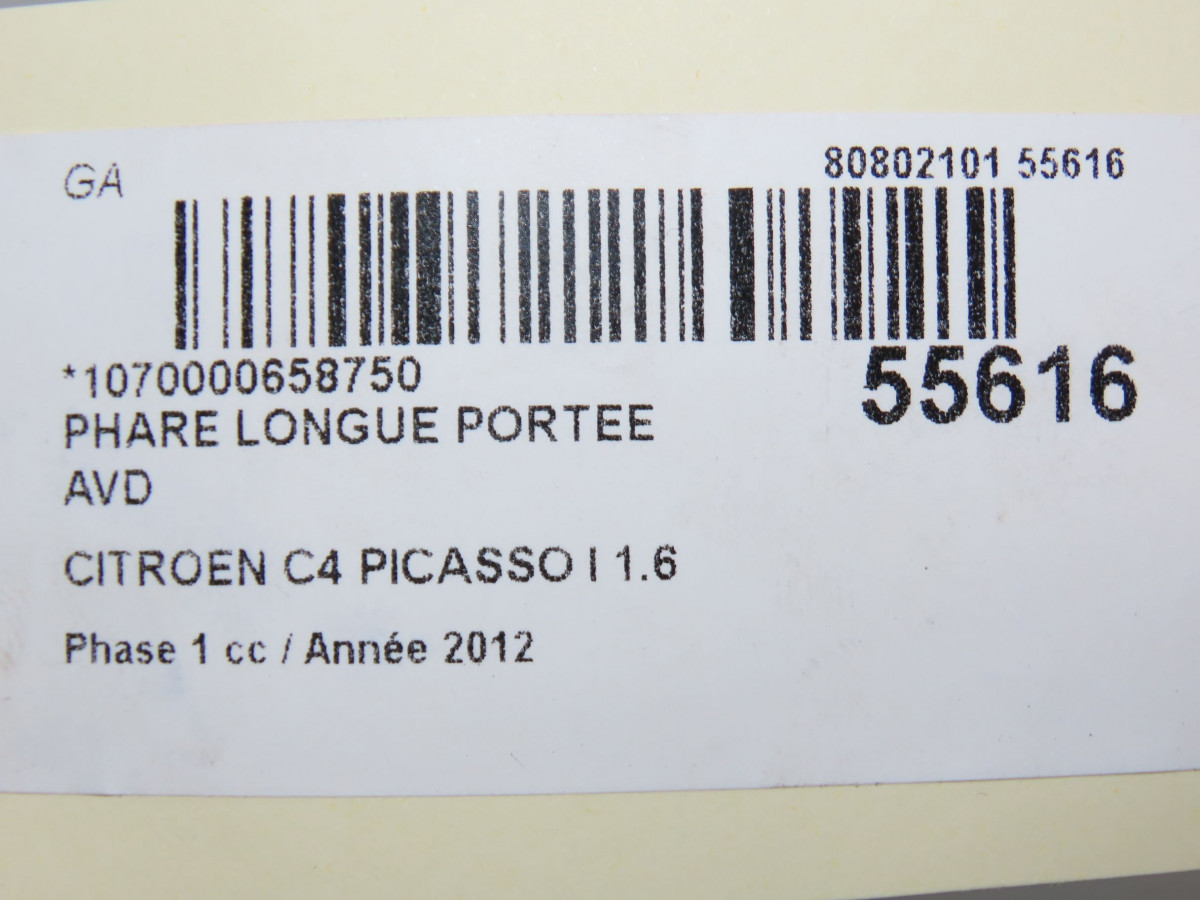 GA
80802101 55616
*1070000658750
55616
PHARE LONGUE PORTEE
AVD
CITROEN C4 PICASSO I 1.6
Phase 1 cc / Année 2012